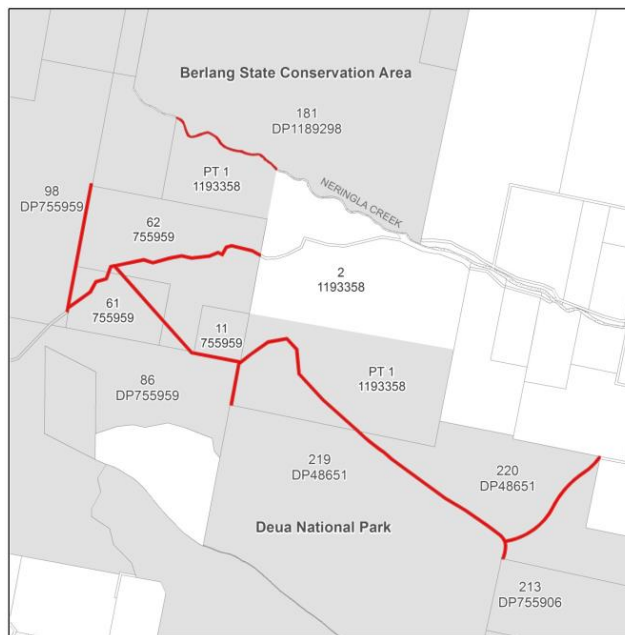 Berlang State Conservation Area
181
DP1189298
PT 1
1193358
98
DP755959
NERINGLA CREEK
62
755959
2
1193358
61
755959
11
755959
PT 1
1193358
86
DP755959
219
DP48651
220
DP48651
Deua National Park
213
DP755906